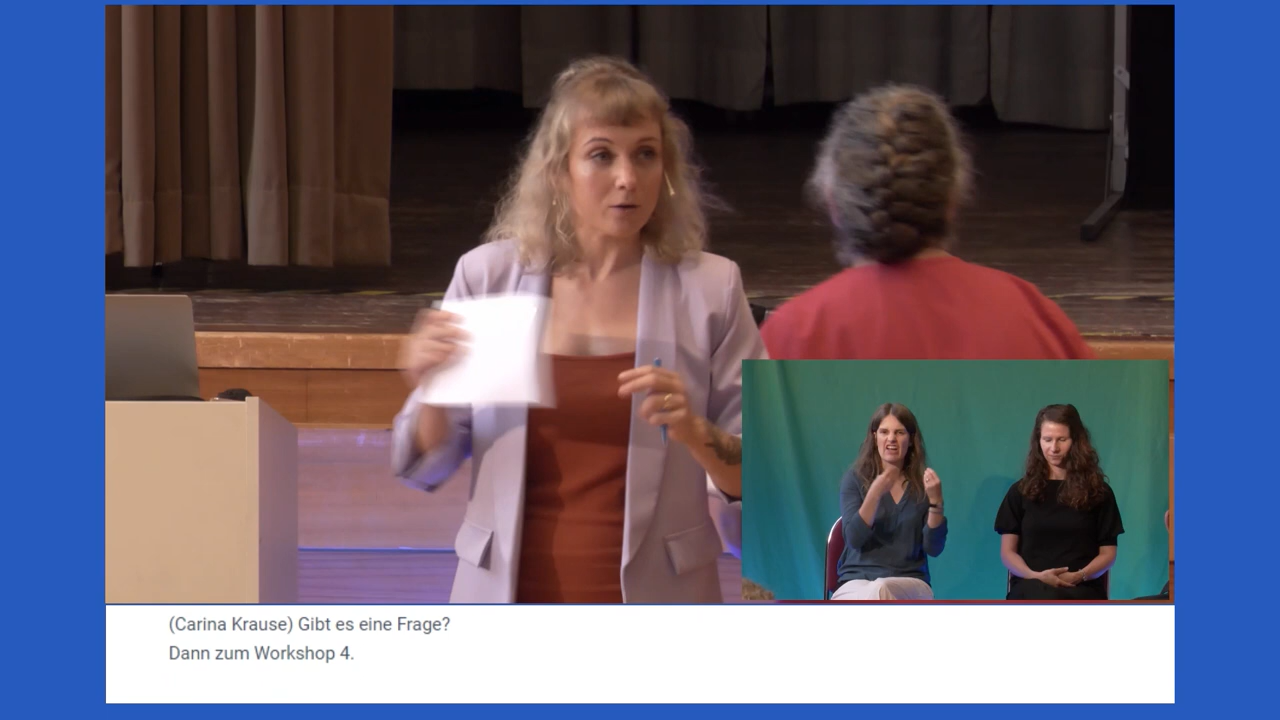 (Carina Krause) Gibt es eine Frage?
Dann zum Workshop 4.